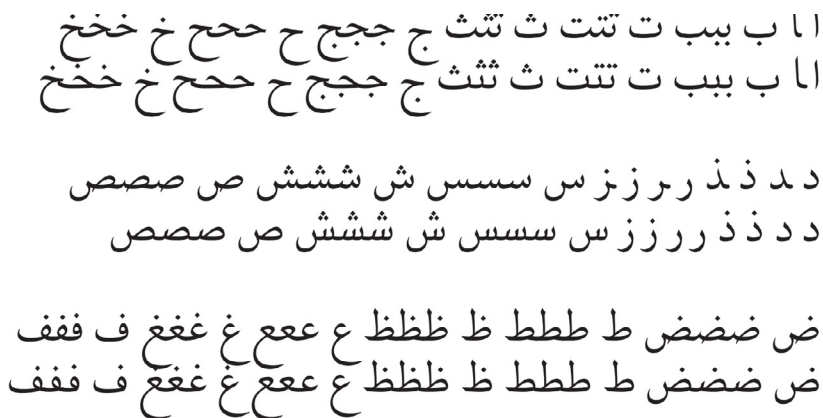 ا ا ب ببب ت تتت ث ثثث ج ججج ح ححح خ خخخ
ا ا ب ببب ت تتت ث ثثث ج ججج ح ححح خ خخخ
د د ذ ذ ر ر ز ز س سسس ش ششش ص صصص
د د ذ ذ ر ر ز ز س سسس ش ششش ص صصص
ض ضضض ط ططط ظ ظظظ ع ععع غ غغغ ف ففف
ض ضضض ط ططط ظ ظظظ ع ععع غ غغغ ف ففف